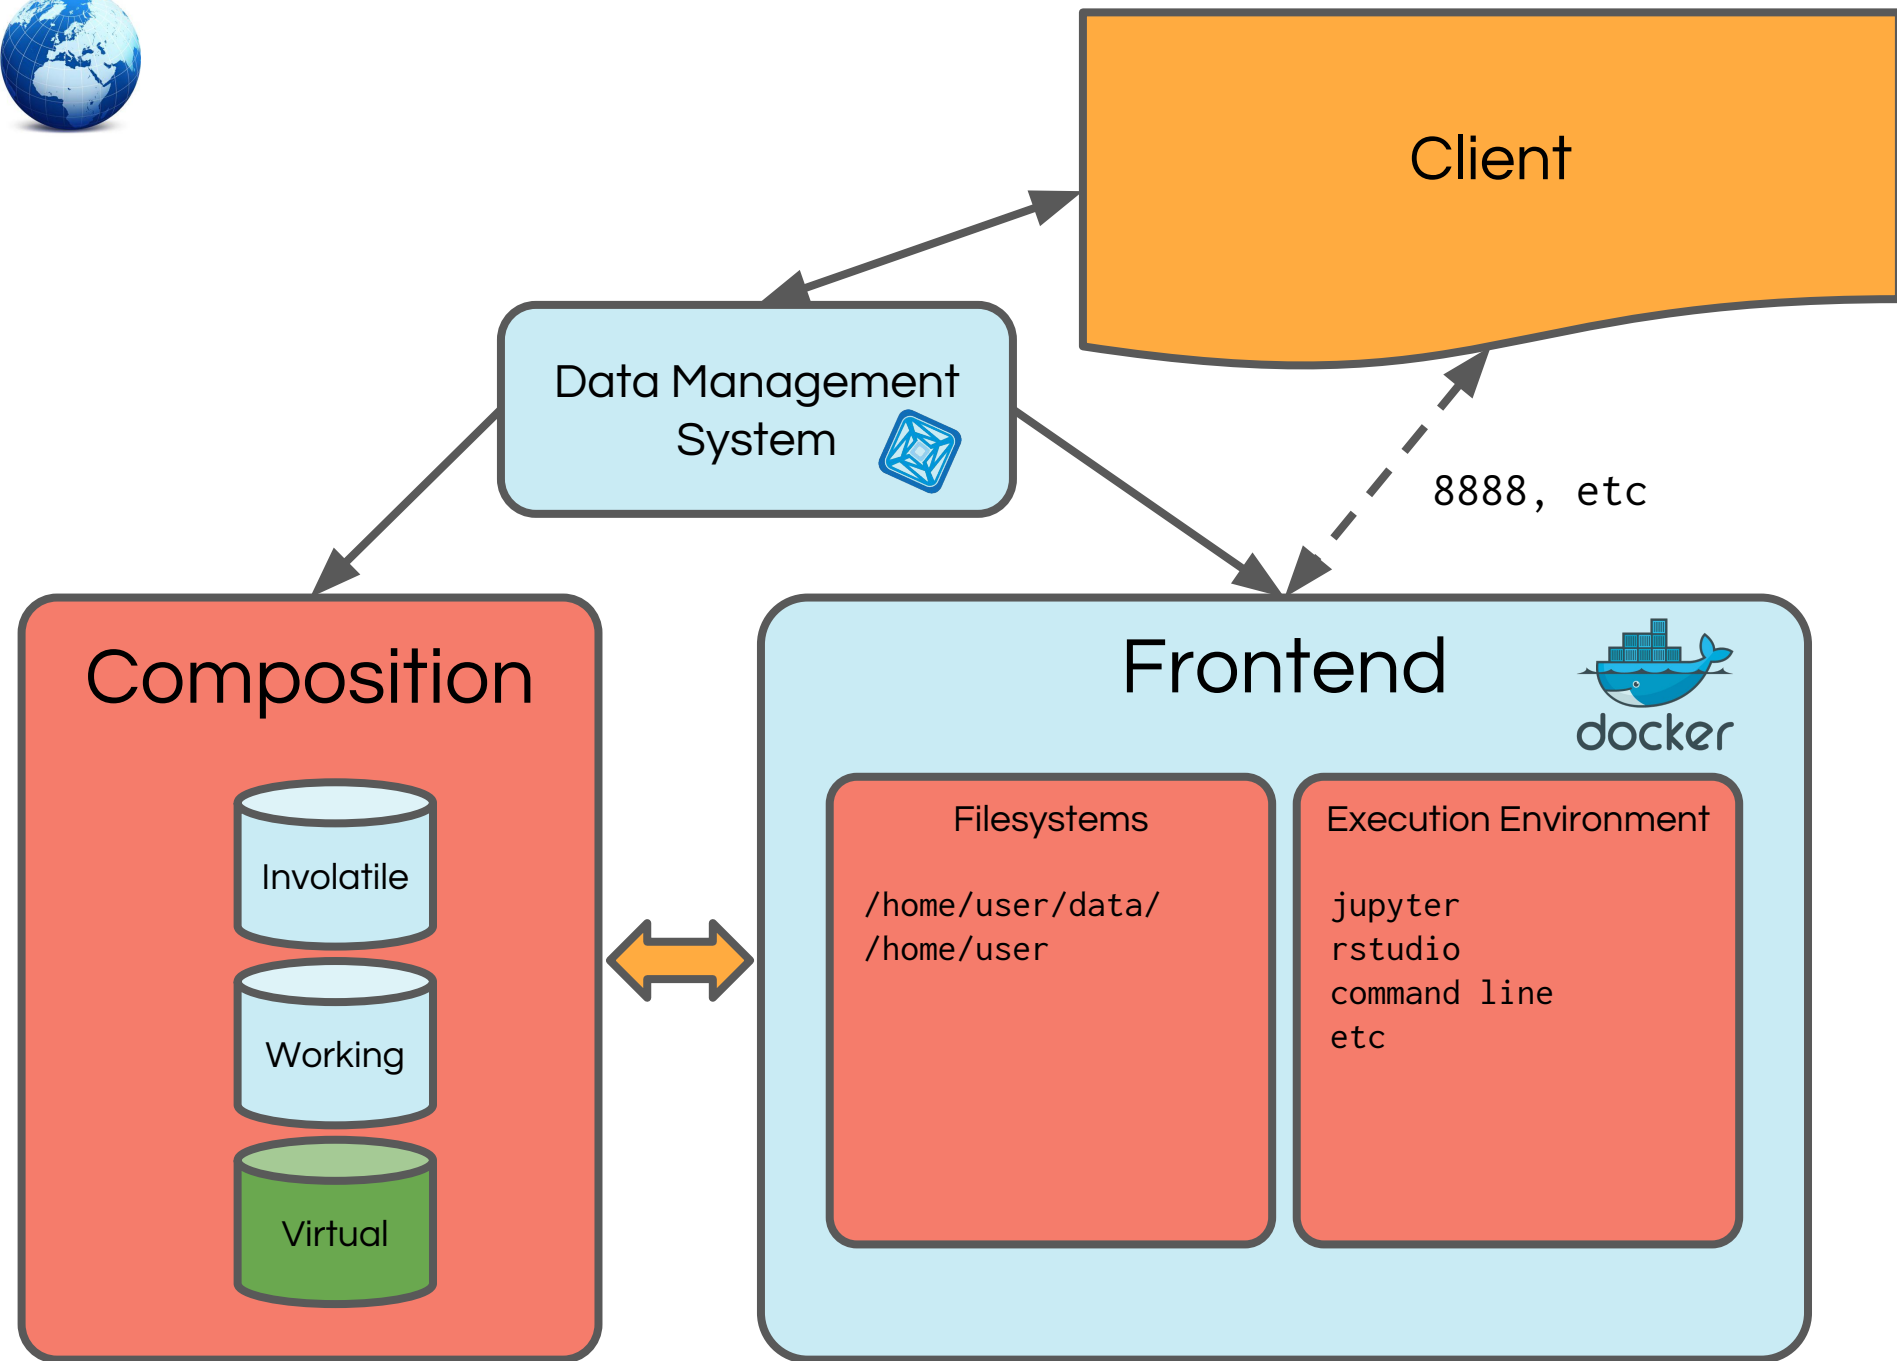 Client
Data Management
System
8888, etc
Composition
Involatile
Working
Virtual
Frontend
docker
Filesystems
/home/user/data/
/home/user
Execution Environment
jupyter
rstudio
command line
etc